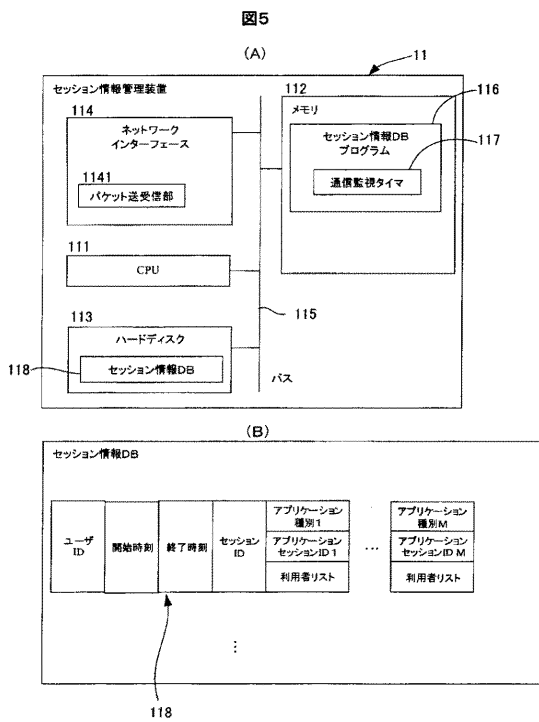 図5
(A)
11
セッション情報管理装置
114
ネットワーク
インターフェース
1141
パケット送受信部
112
メモリ
116
セッション情報DB
プログラム
117
通信監視タイマ
111
CPU
113
ハードディスク
118
セッション情報DB
115
バス
(B)
セッション情報DB
ユーザ
ID
開始時刻
終了時刻
セッション
ID
アプリケーション
種別1
アプリケーション
セッションID 1
利用者リスト
…
アプリケーション
種別M
アプリケーション
セッションID M
利用者リスト
⋮
118